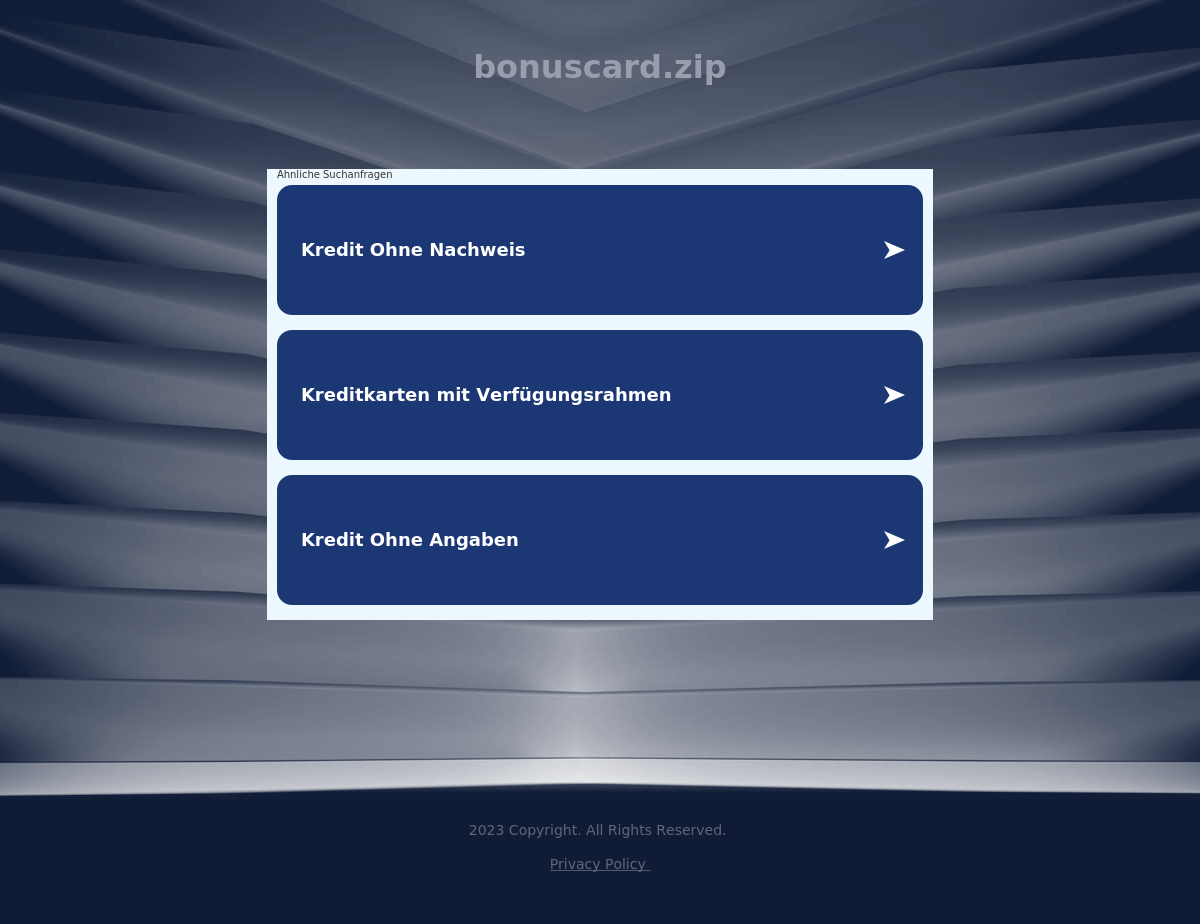 bonuscard.zip
Ähnliche Suchanfragen
Kredit Ohne Nachweis
Kreditkarten mit Verfügungsrahmen
Kredit Ohne Angaben
2023 Copyright. All Rights Reserved.
Privacy Policy